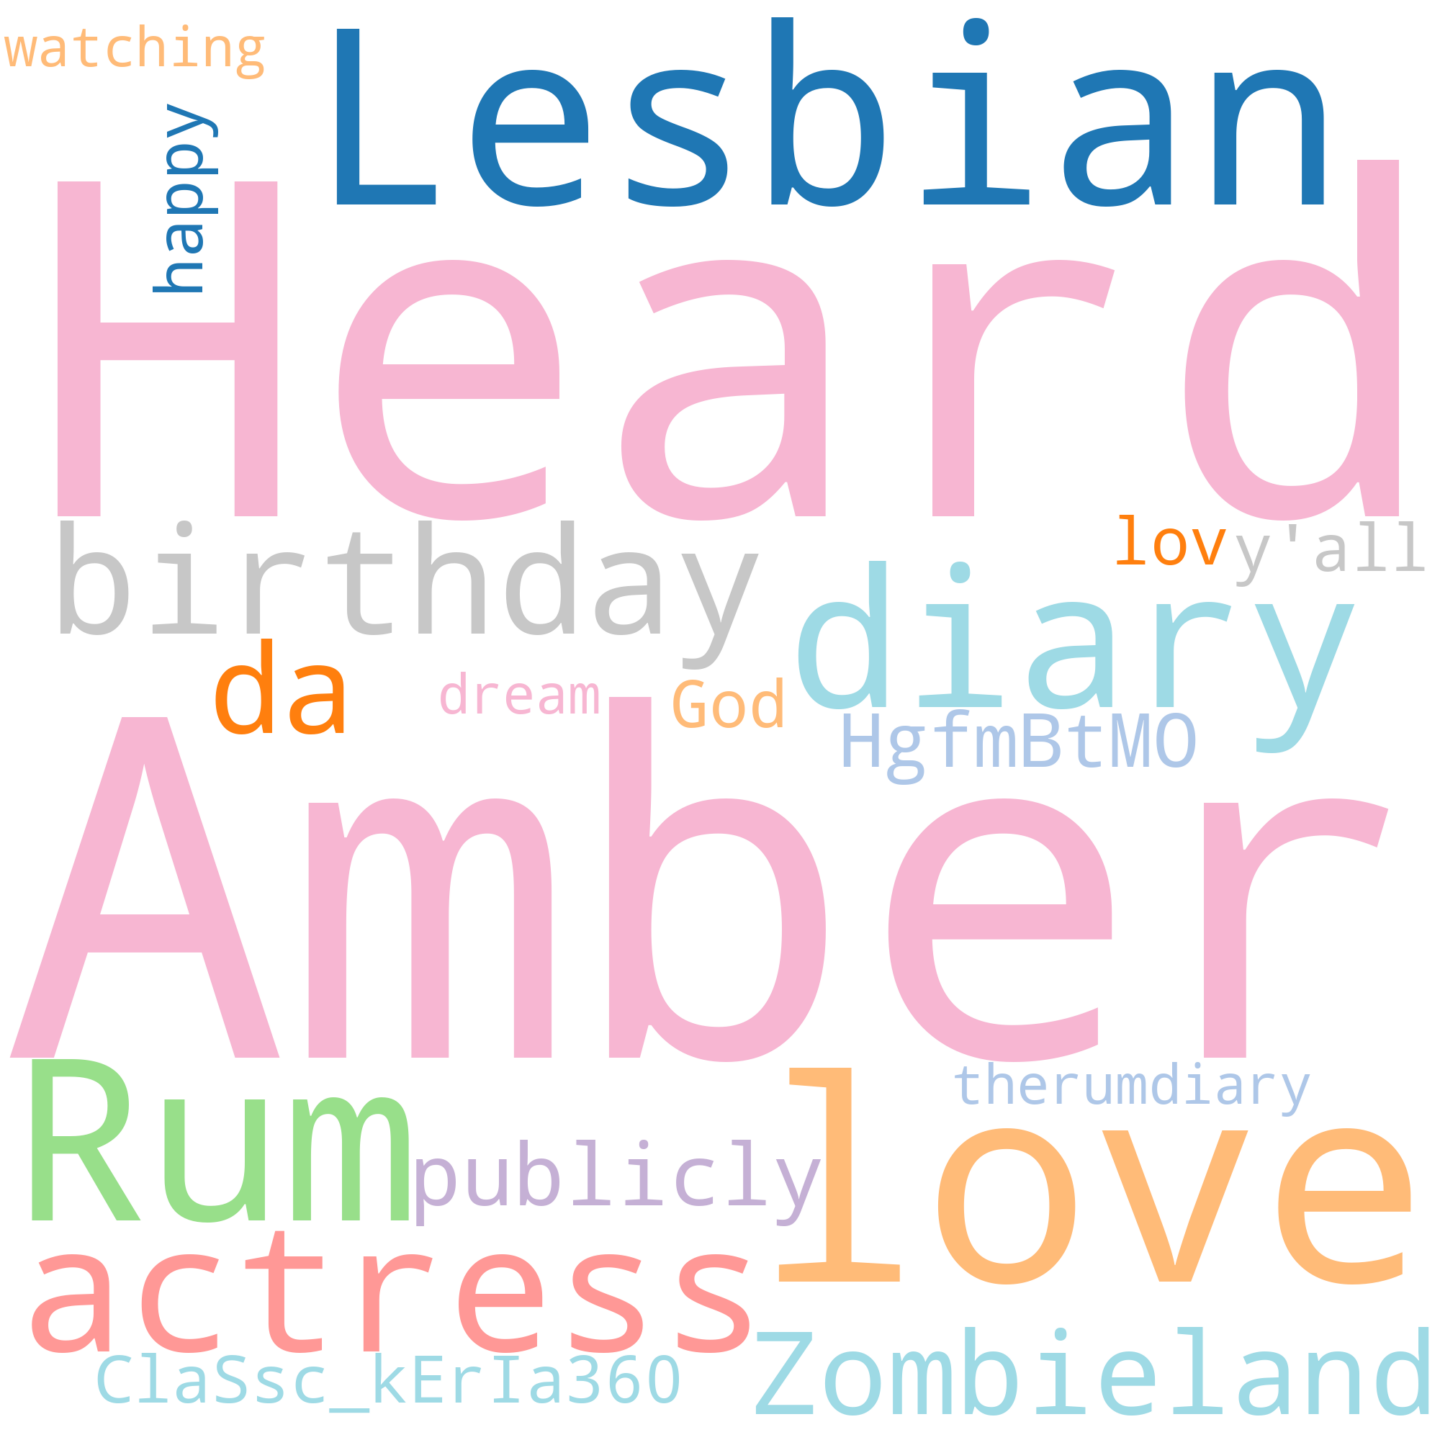 watching
Lesbian
happy
Heard
birthday
lov
y'all
diary
da
dream
God
HgfmBtMO
Amber
Rum
love
therumdiary
publicly
actress
ClaSsc_kErIa360
Zombieland